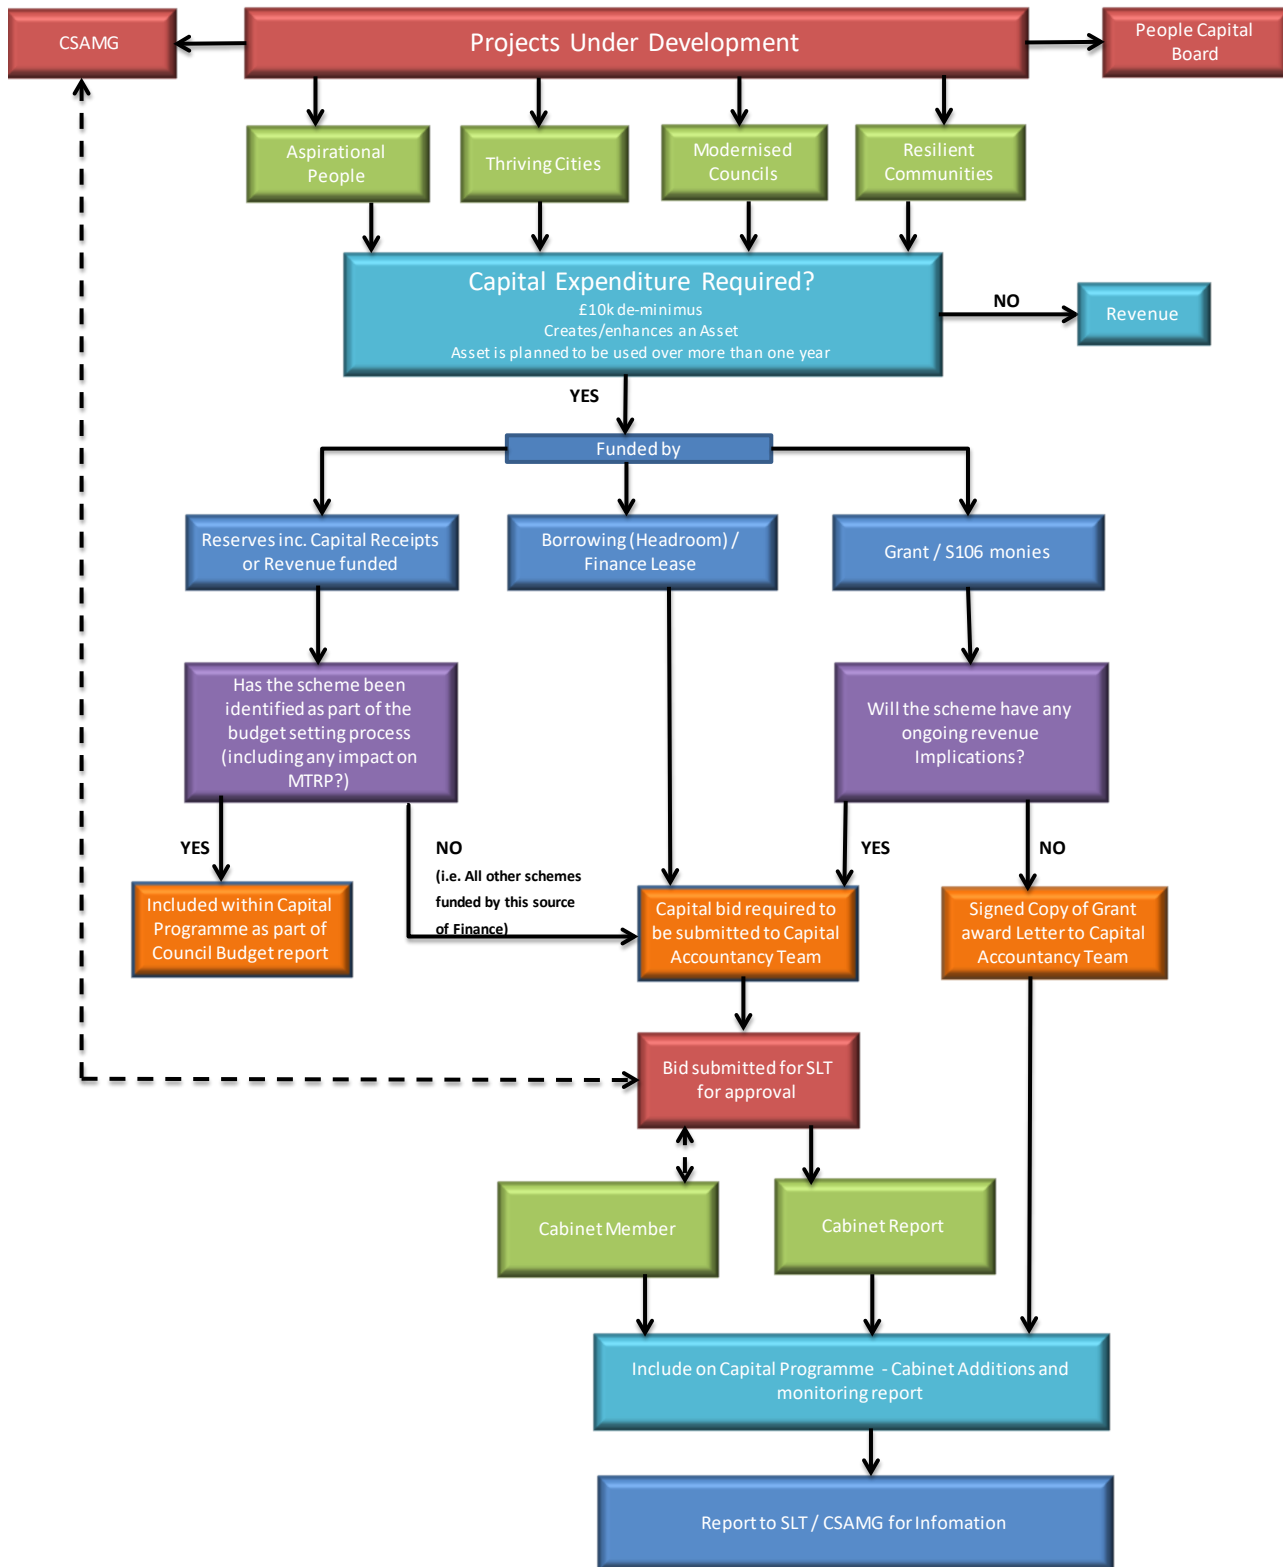 CSAMG
Projects Under Development
People Capital
Board
Aspirational
People
Thriving Cities
Modernised
Councils
Resilient
Communities
Capital Expenditure Required?
£10k de-minimus
Creates/enhances an Asset
Asset is planned to be used over more than one year
NO
Revenue
YES
Funded by
Reserves inc. Capital Receipts
or Revenue funded
Borrowing (Headroom) /
Finance Lease
Grant / S106 monies
Has the scheme been
identified as part of the
budget setting process
(including any impact on
MTRP?)
Will the scheme have any
ongoing revenue
Implications?
YES
NO
(i.e. All other schemes
funded by this source
of Finance)
YES
NO
Included within Capital
Programme as part of
Council Budget report
Capital bid required to
be submitted to Capital
Accountancy Team
Signed Copy of Grant
award Letter to Capital
Accountancy Team
Bid submitted for SLT
for approval
Cabinet Member
Cabinet Report
Include on Capital Programme - Cabinet Additions and
monitoring report
Report to SLT / CSAMG for Infomation